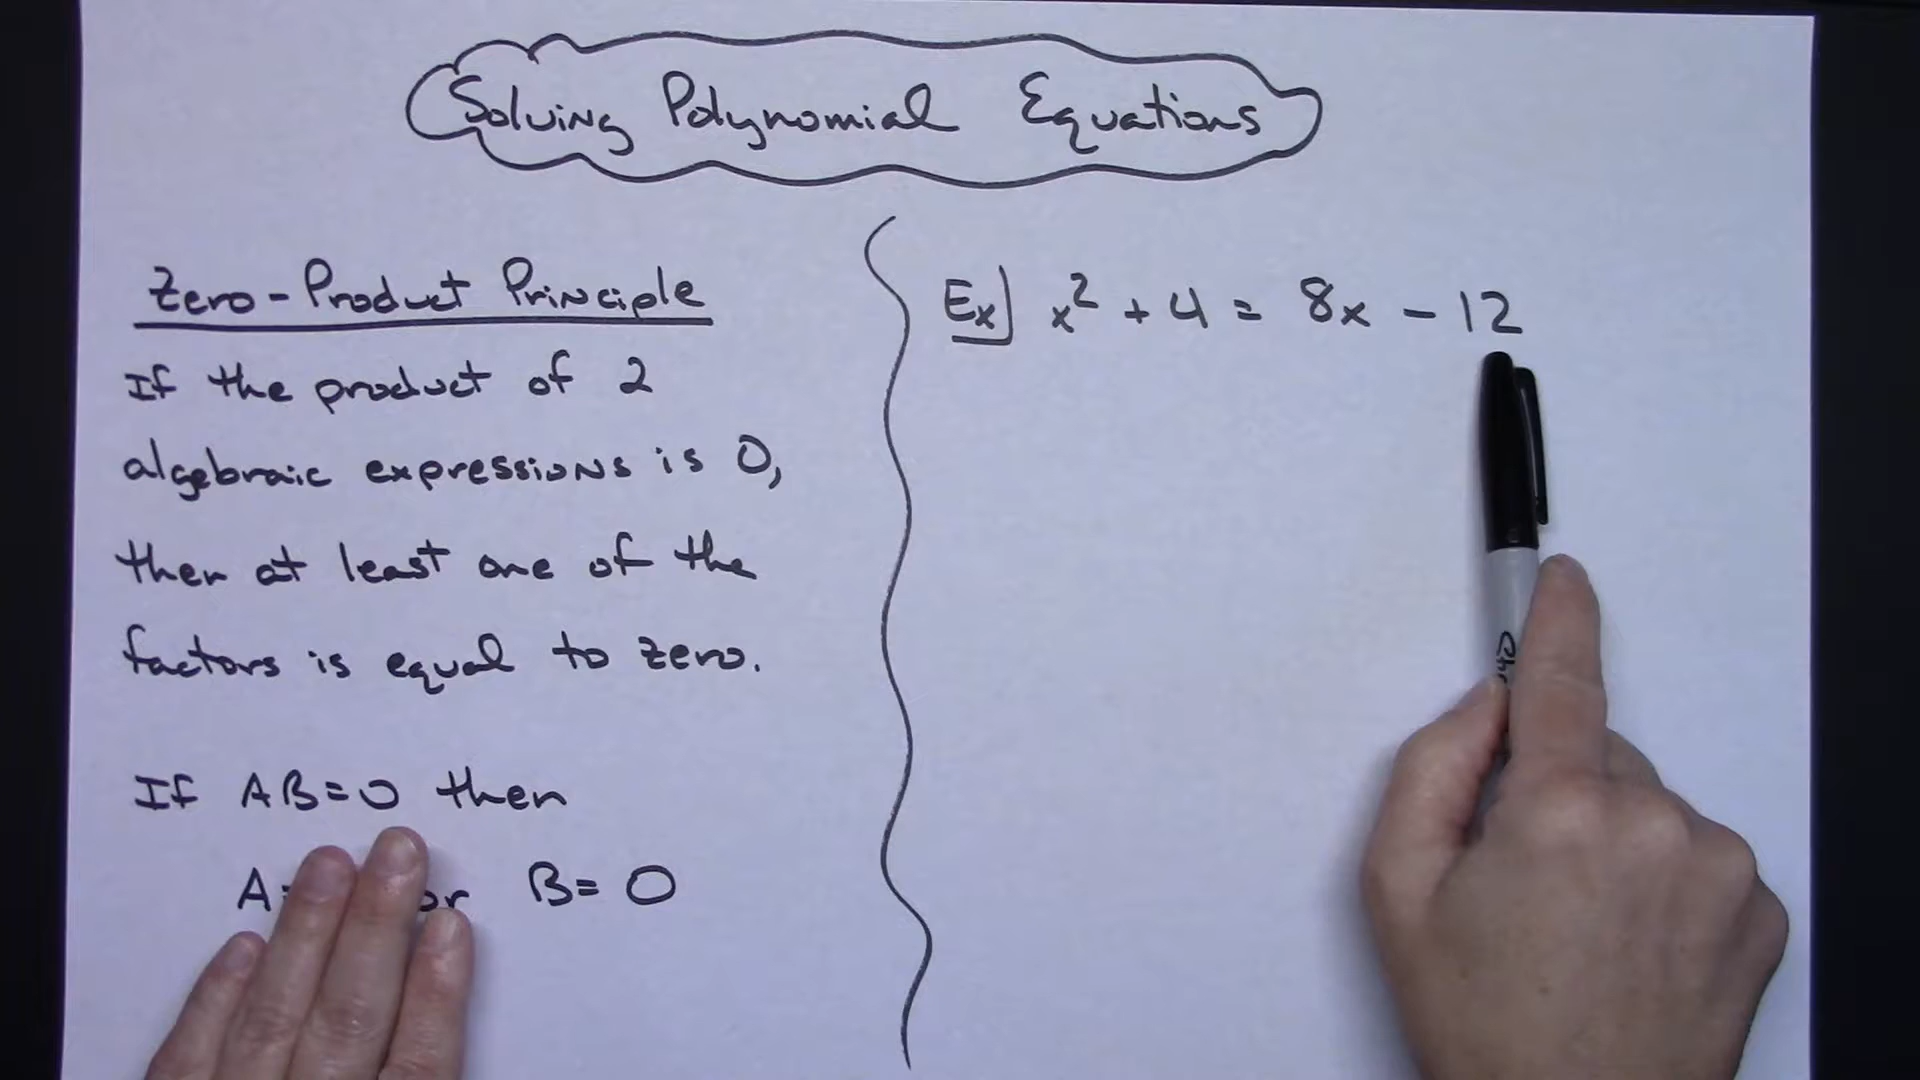 Solving Polynomial Equations
Zero-Product Principle
If the product of 2
algebraic expressions is 0,
then at least one of the
factors is equal to zero.
If AB=0 then
A= or B= 0
Ex] x² + 4 = 8x - 12